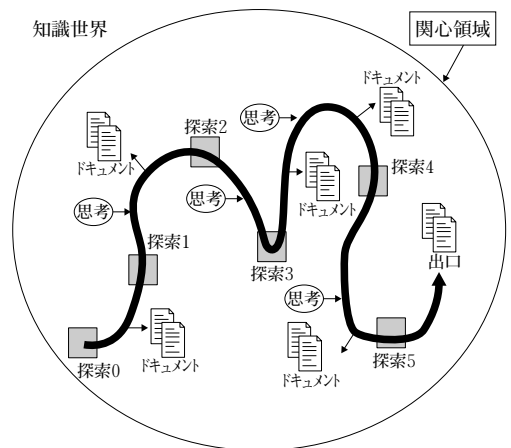 知識世界
関心領域
ドキュメント
思考
探索2
ドキュメント
探索4
思考
思考
ドキュメント
探索1
探索3
出口
思考
探索0
ドキュメント
ドキュメント
探索5